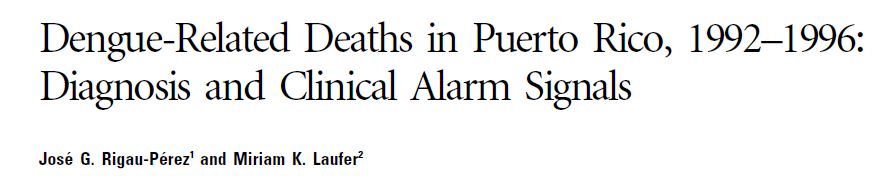 Dengue-Related Deaths in Puerto Rico, 1992–1996:
Diagnosis and Clinical Alarm Signals
José G. Rigau-Pérez¹ and Miriam K. Laufer²